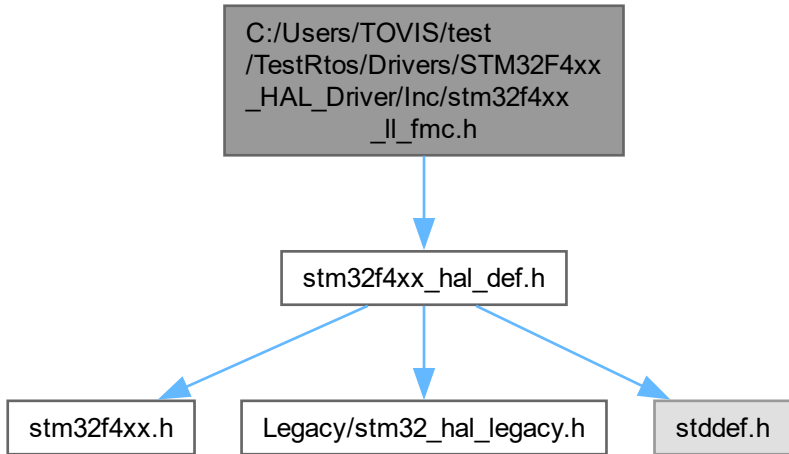 C:/Users/TOVIS/test
/TestRtos/Drivers/STM32F4xx
_HAL_Driver/Inc/stm32f4xx
_ll_fmc.h
stm32f4xx_hal_def.h
stm32f4xx.h
Legacy/stm32_hal_legacy.h
stddef.h